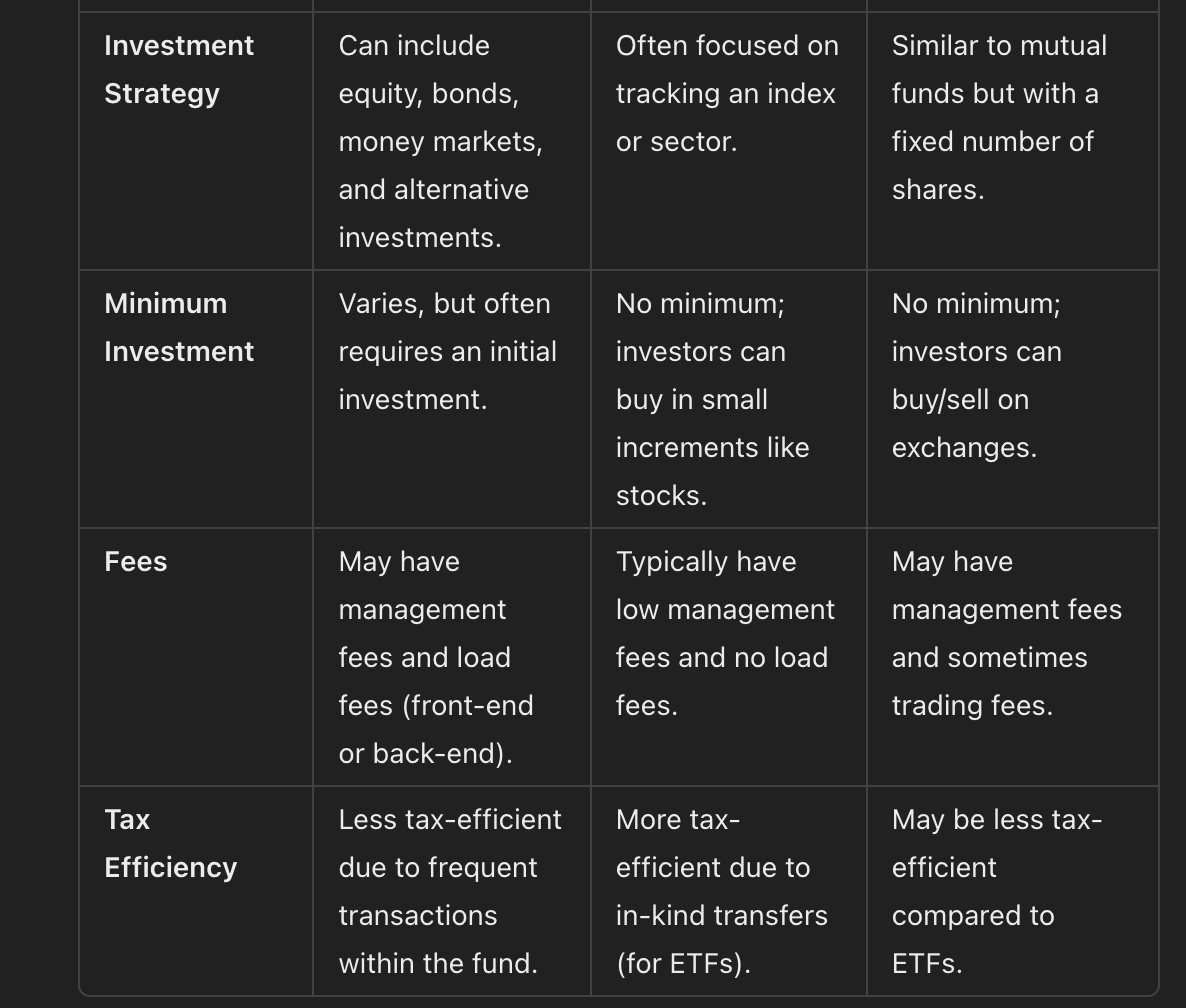 Investment
Strategy
Can include
equity, bonds,
money markets,
and alternative
investments.
Often focused on
tracking an index
or sector.
Similar to mutual
funds but with a
fixed number of
shares.
Minimum
Investment
Varies, but often
requires an initial
investment.
No minimum;
investors can
buy in small
increments like
stocks.
No minimum;
investors can
buy/sell on
exchanges.
Fees
May have
management
fees and load
fees (front-end
or back-end).
Typically have
low management
fees and no load
fees.
May have
management fees
and sometimes
trading fees.
Tax
Efficiency
Less tax-efficient
due to frequent
transactions
within the fund.
More tax-
efficient due to
in-kind transfers
(for ETFs).
May be less tax-
efficient
compared to
ETFs.